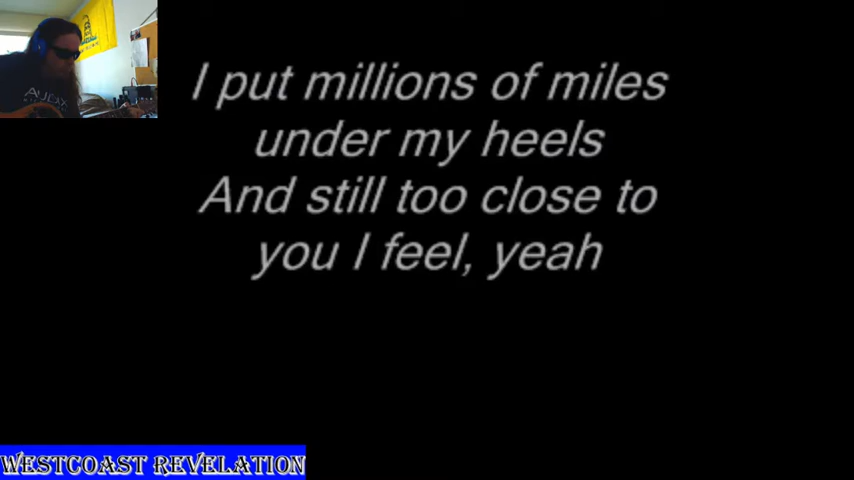 I put millions of miles
under my heels
And still too close to
you I feel, yeah
WESTCOAST REVELATION